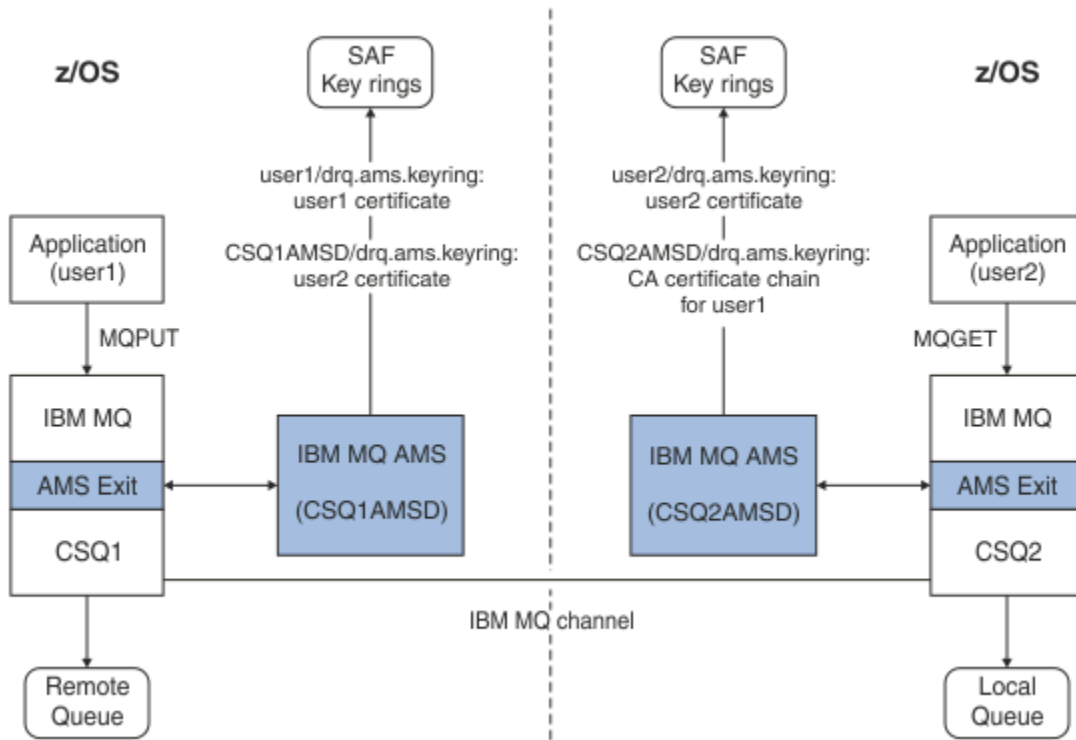 z/OS
SAF
Key rings
user1/drq.ams.keyring:
user1 certificate
CSQ1AMSD/drq.ams.keyring:
user2 certificate
Application
(user1)
MQPUT
IBM MQ
AMS Exit
CSQ1
IBM MQ AMS
(CSQ1AMSD)
Remote
Queue
IBM MQ channel
SAF
Key rings
z/OS
user2/drq.ams.keyring:
user2 certificate
CSQ2AMSD/drq.ams.keyring:
CA certificate chain
for user1
Application
(user2)
MQGET
IBM MQ AMS
(CSQ2AMSD)
IBM MQ
AMS Exit
CSQ2
Local
Queue